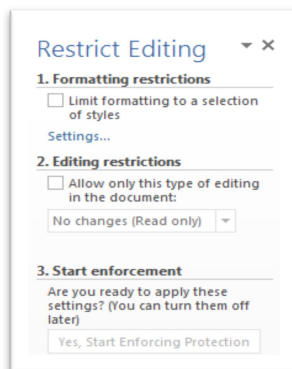 Restrict Editing
1. Formatting restrictions
Limit formatting to a selection
of styles
Settings...
2. Editing restrictions
Allow only this type of editing
in the document:
No changes (Read only)
3. Start enforcement
Are you ready to apply these
settings? (You can turn them off
later)
Yes, Start Enforcing Protection